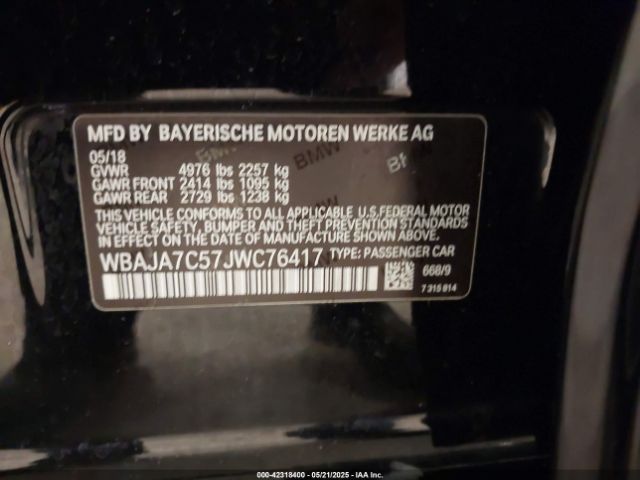 MFD BY BAYERISCHE MOTOREN WERKE AG
05/18
GVWR 4976 lbs 2257 kg
GAWR FRONT 2414 lbs 1095 kg
GAWR REAR 2729 lbs 1238 kg
THIS VEHICLE CONFORMS TO ALL APPLICABLE U.S.FEDERAL MOTOR
VEHICLE SAFETY, BUMPER AND THEFT PREVENTION STANDARDS
IN EFFECT ON THE DATE OF MANUFACTURE SHOWN ABOVE.
WBAJA7C57JWC76417 TYPE: PASSENGER CAR
668/9
7 315 814
BMW
BMW
000-42318400 - 05/21/2025 - IAA Inc.